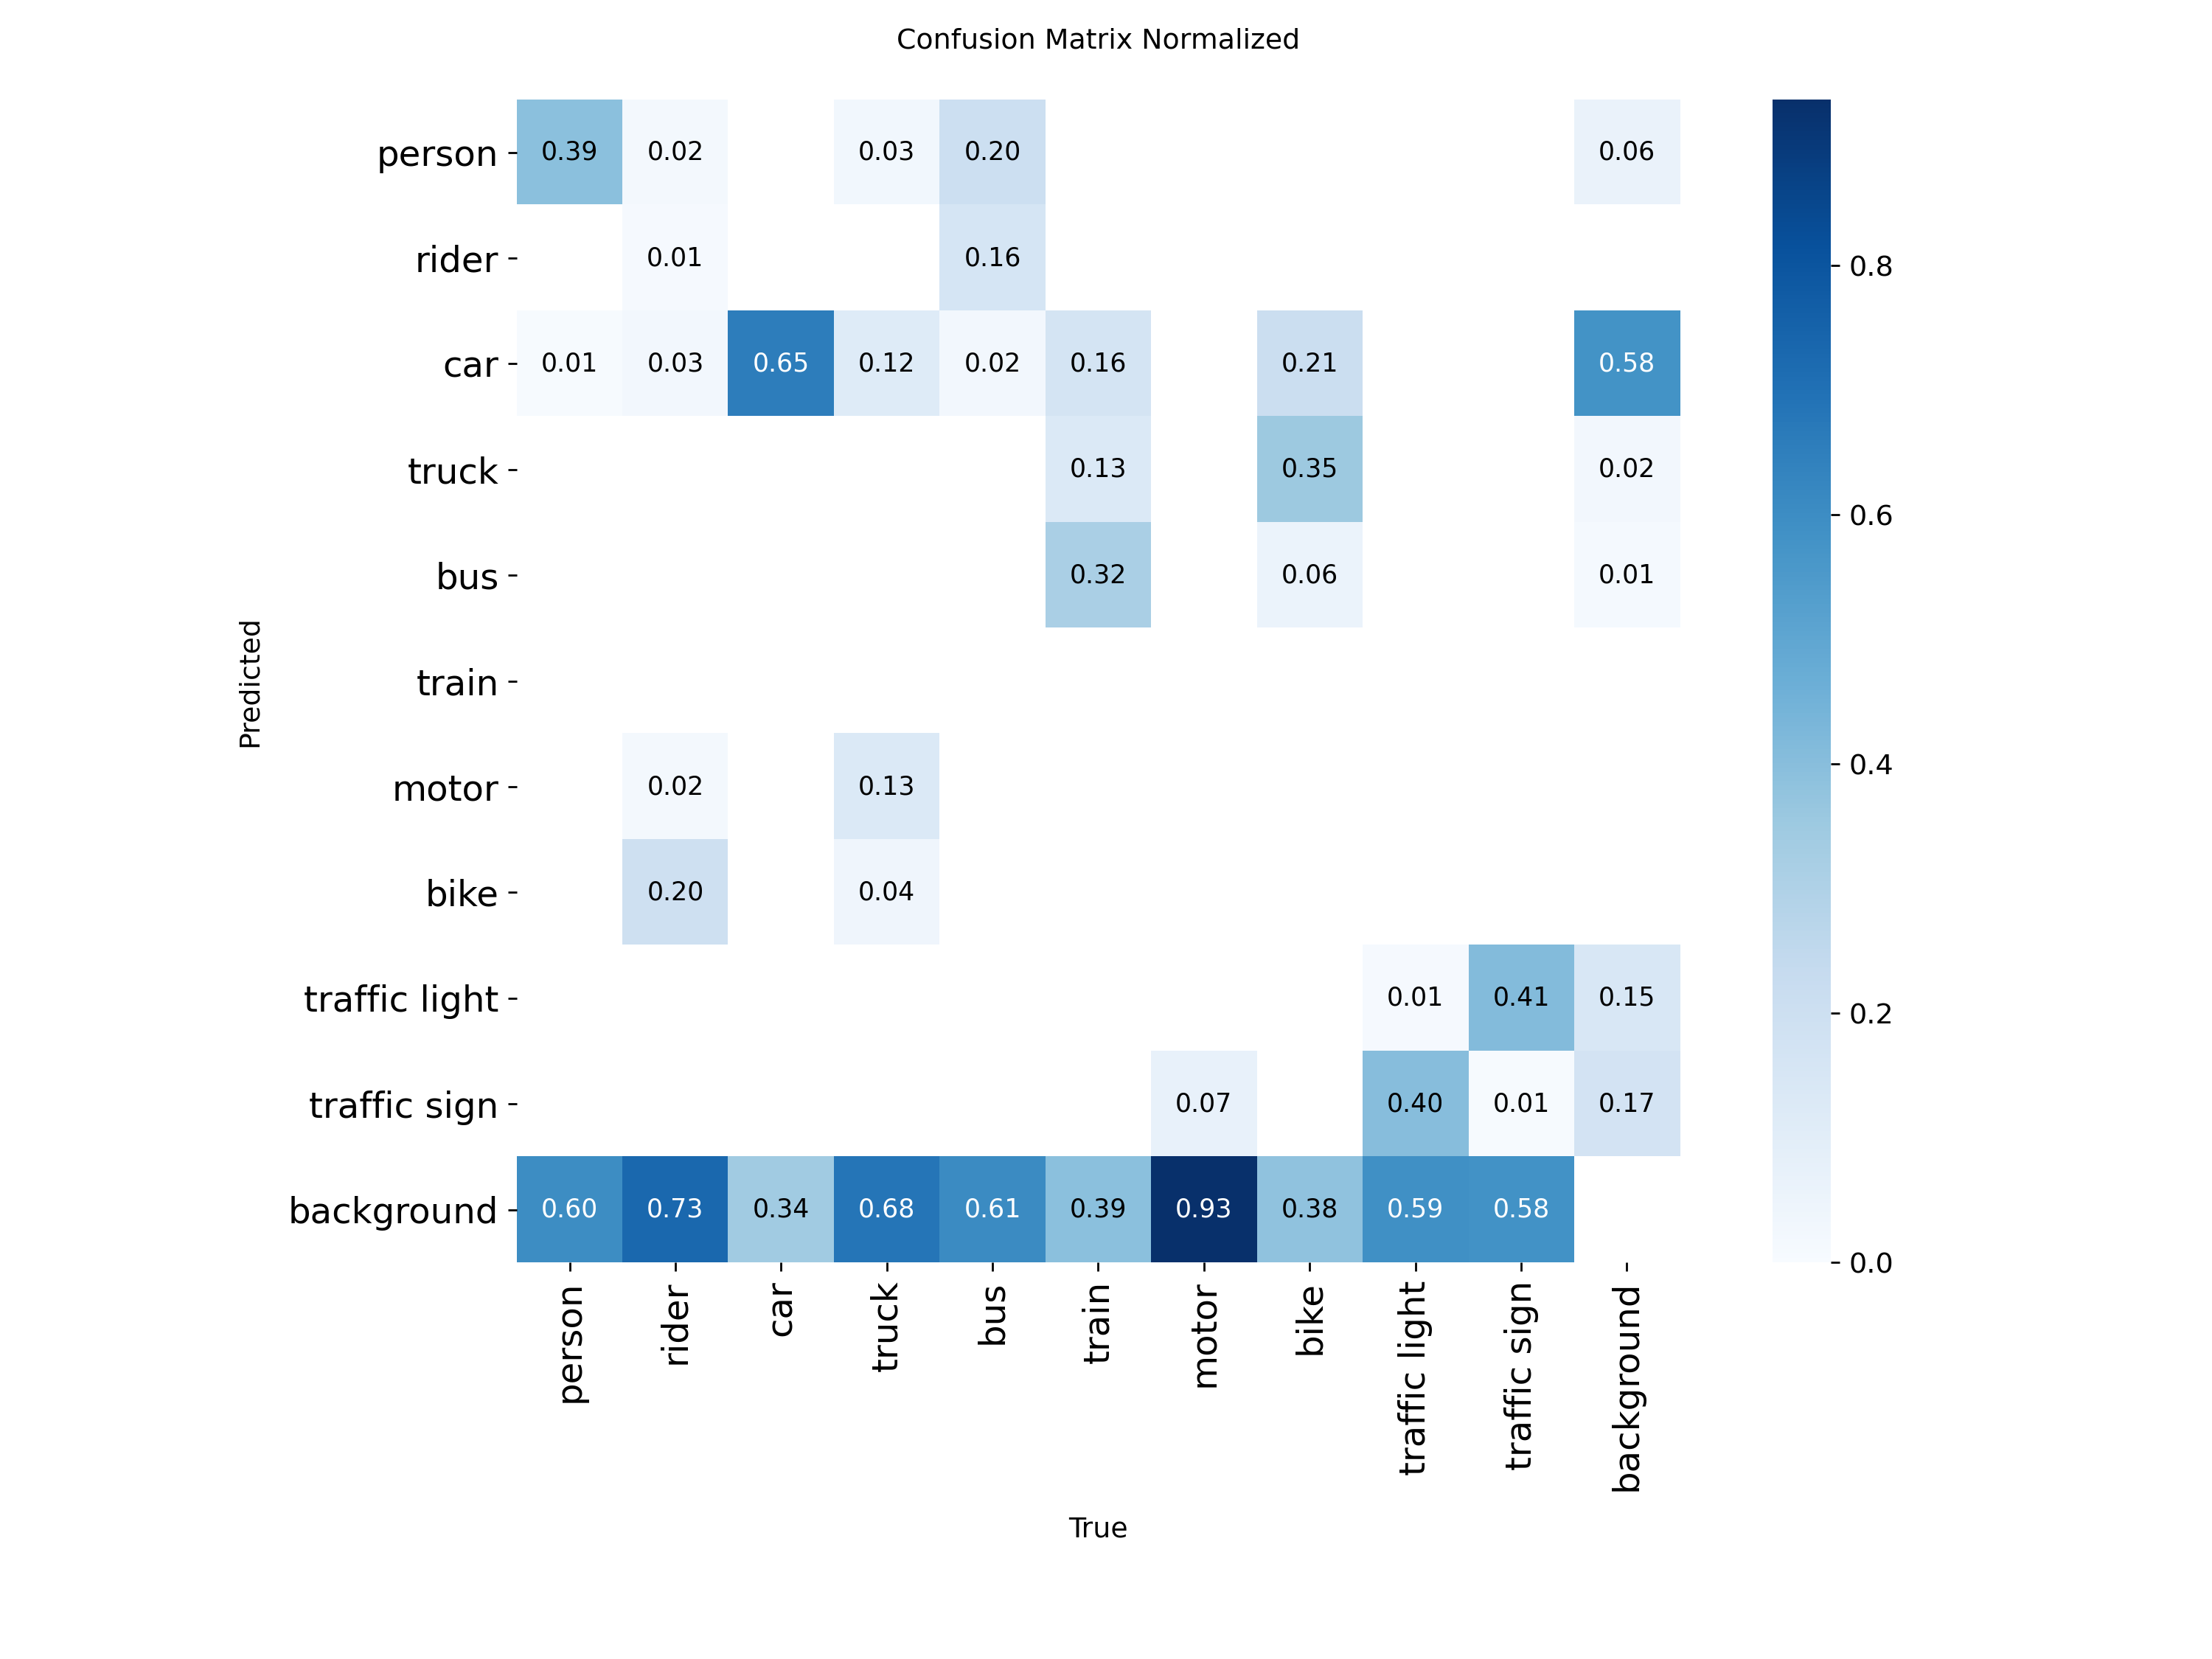 Confusion Matrix Normalized
person 0.39 0.02 0.03 0.20 0.06
rider 0.01 0.16 0.8
car 0.01 0.03 0.65 0.12 0.02 0.16 0.21 0.58
truck 0.13 0.35 0.02
0.6
bus 0.32 0.06 0.01
Predicted
train
0.4
motor 0.02 0.13
bike 0.20 0.04
traffic light 0.01 0.41 0.15
0.2
traffic sign 0.07 0.40 0.01 0.17
background 0.60 0.73 0.34 0.68 0.61 0.39 0.93 0.38 0.59 0.58
0.0
person rider car truck bus train motor bike traffic light traffic sign background
True